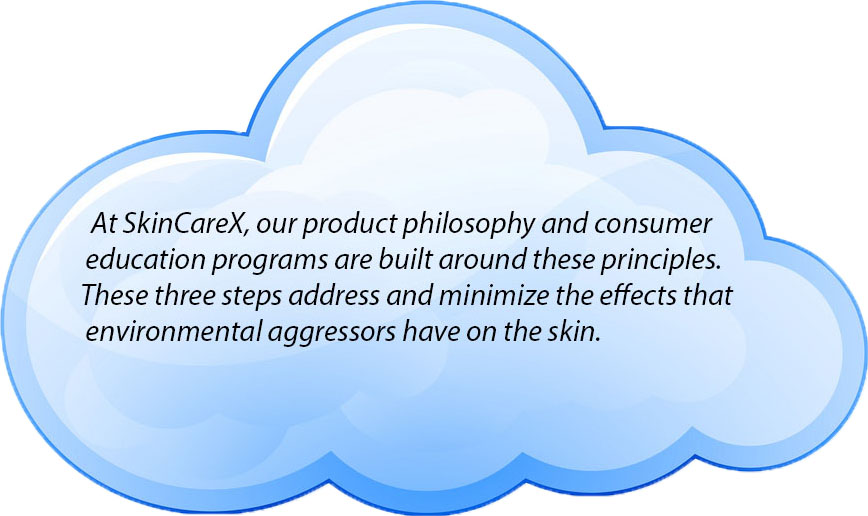 At SkinCareX, our product philosophy and consumer
education programs are built around these principles.
These three steps address and minimize the effects that
environmental aggressors have on the skin.